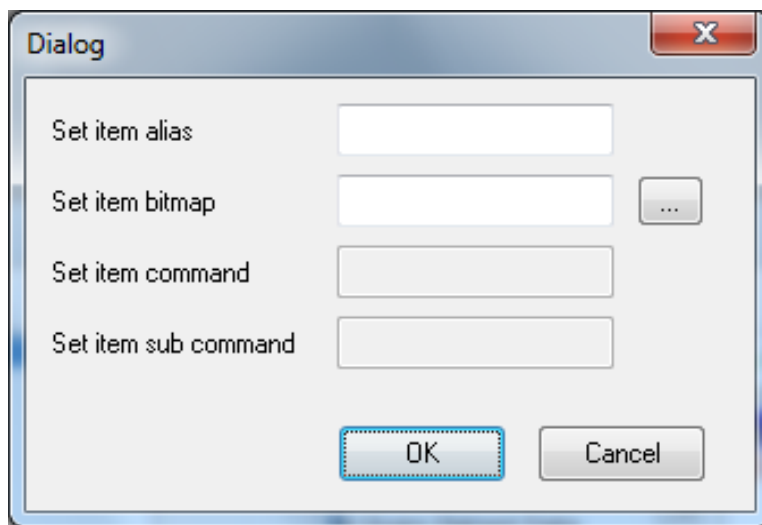 Dialog
Set item alias
Set item bitmap
...
Set item command
Set item sub command
OK Cancel